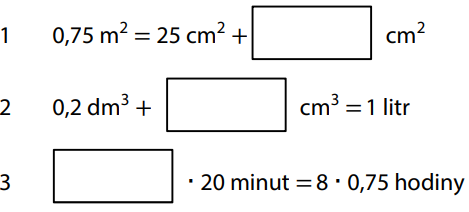 1 0,75 m² = 25 cm² + cm²
2 0,2 dm³ + cm³ = 1 litr
3 · 20 minut = 8 · 0,75 hodiny